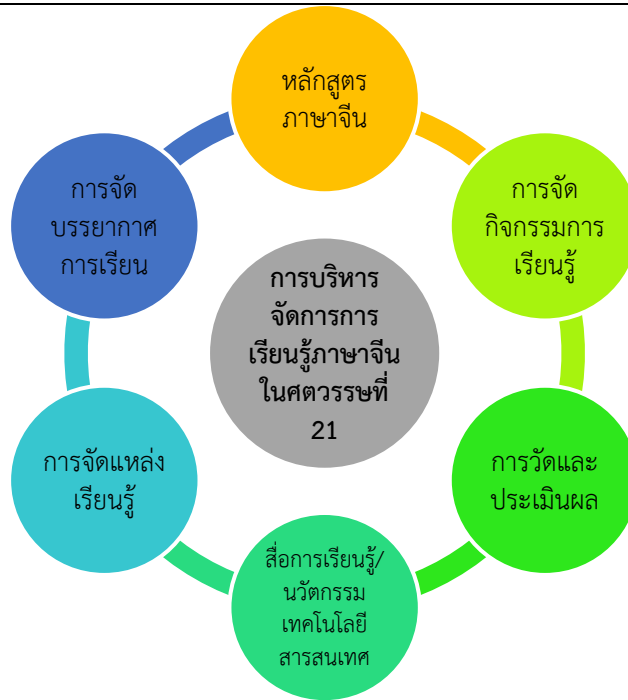 หลักสูตร
ภาษาจีน
การจัด
กิจกรรมการ
เรียนรู้
การวัดและ
ประเมินผล
สื่อการเรียนรู้/
นวัตกรรม
เทคโนโลยี
สารสนเทศ
การจัดแหล่ง
เรียนรู้
การจัด
บรรยากาศ
การเรียน
การบริหาร
จัดการการ
เรียนรู้ภาษาจีน
ในศตวรรษที่
21